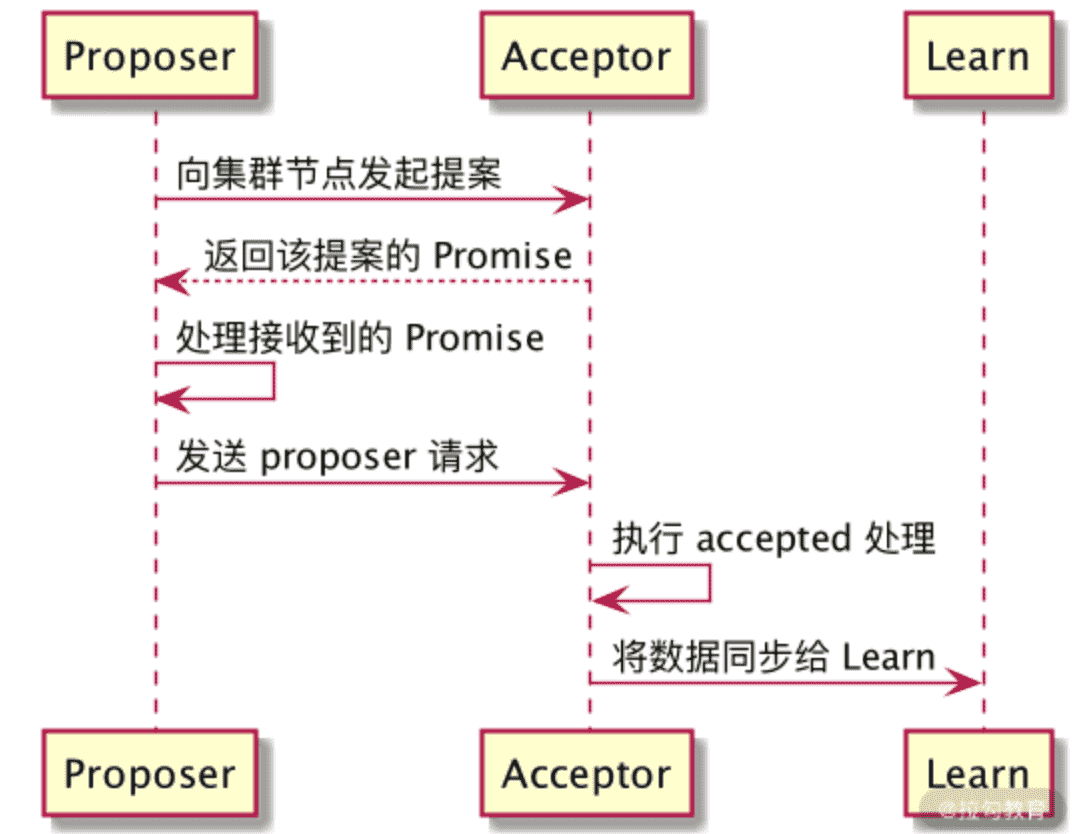 Proposer
Acceptor
Learn
向集群节点发起提案
返回该提案的 Promise
处理接收到的 Promise
发送 proposer 请求
执行 accepted 处理
将数据同步给 Learn
Proposer
Acceptor
Learn
@拉勾教育